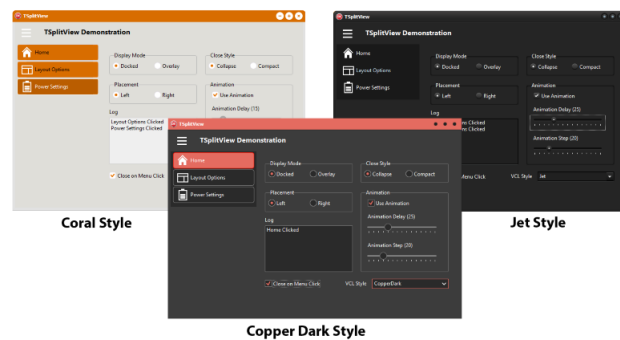 TSplitView
TSplitView Demonstration
Home
Layout Options
Power Settings
Display Mode
Docked
Overlay
Close Style
Collapse
Compact
Placement
Left
Right
Animation
Use Animation
Animation Delay (15)
Log
Layout Options Clicked
Power Settings Clicked
Close on Menu Click
Coral Style
TSplitView
TSplitView Demonstration
Home
Layout Options
Power Settings
Display Mode
Docked
Overlay
Close Style
Collapse
Compact
Placement
Left
Right
Animation
Use Animation
Animation Delay (25)
Log
Clicked
Clicked
Animation Step (20)
Menu Click
VCL Style
Jet
Jet Style
TSplitView
TSplitView Demonstration
Home
Layout Options
Power Settings
Display Mode
Docked
Overlay
Close Style
Collapse
Compact
Placement
Left
Right
Animation
Use Animation
Animation Delay (25)
Log
Home Clicked
Animation Step (20)
Close on Menu Click
VCL Style
CopperDark
Copper Dark Style